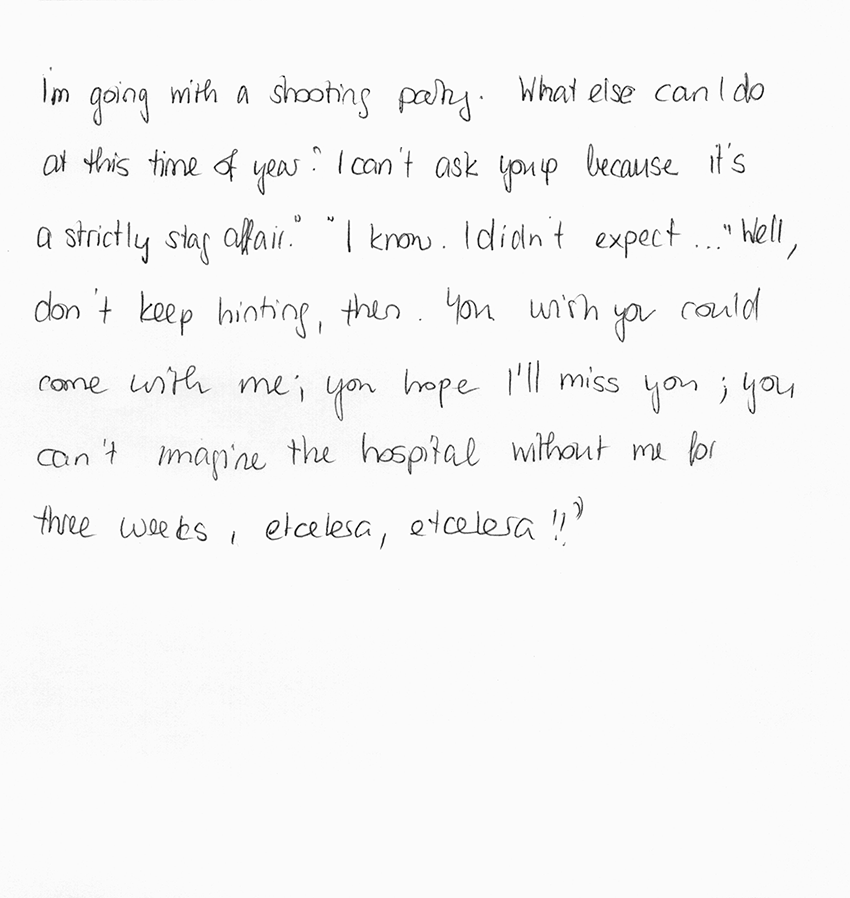 I'm going with a shooting party. What else can I do
at this time of year? I can't ask you up because it's
a strictly stag affair." "I know. I didn't expect ..." Well,
don't keep hinting, then. You wish you could
come with me; you hope I'll miss you; you
can't imagine the hospital without me for
three weeks, etcetesa, etcetesa!!"